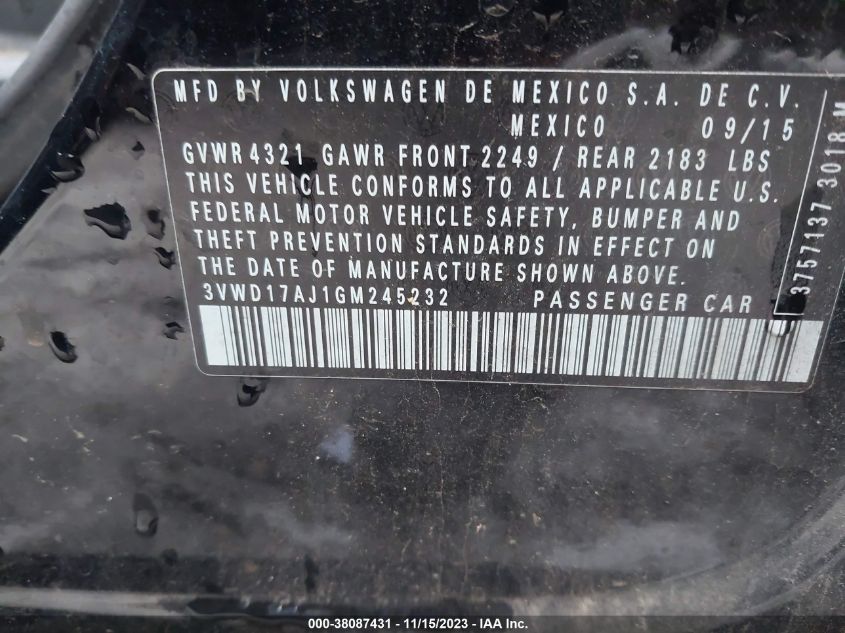 MFD BY VOLKSWAGEN DE MEXICO S.A. DE C.V.
MEXICO 09/15
GVWR 4321 GAWR FRONT 2249 / REAR 2183 LBS
THIS VEHICLE CONFORMS TO ALL APPLICABLE U.S.
FEDERAL MOTOR VEHICLE SAFETY, BUMPER AND
THEFT PREVENTION STANDARDS IN EFFECT ON
THE DATE OF MANUFACTURE SHOWN ABOVE.
3VWD17AJ1GM245232 PASSENGER CAR
3757137 3018 M
000-38087431 - 11/15/2023 - IAA Inc.